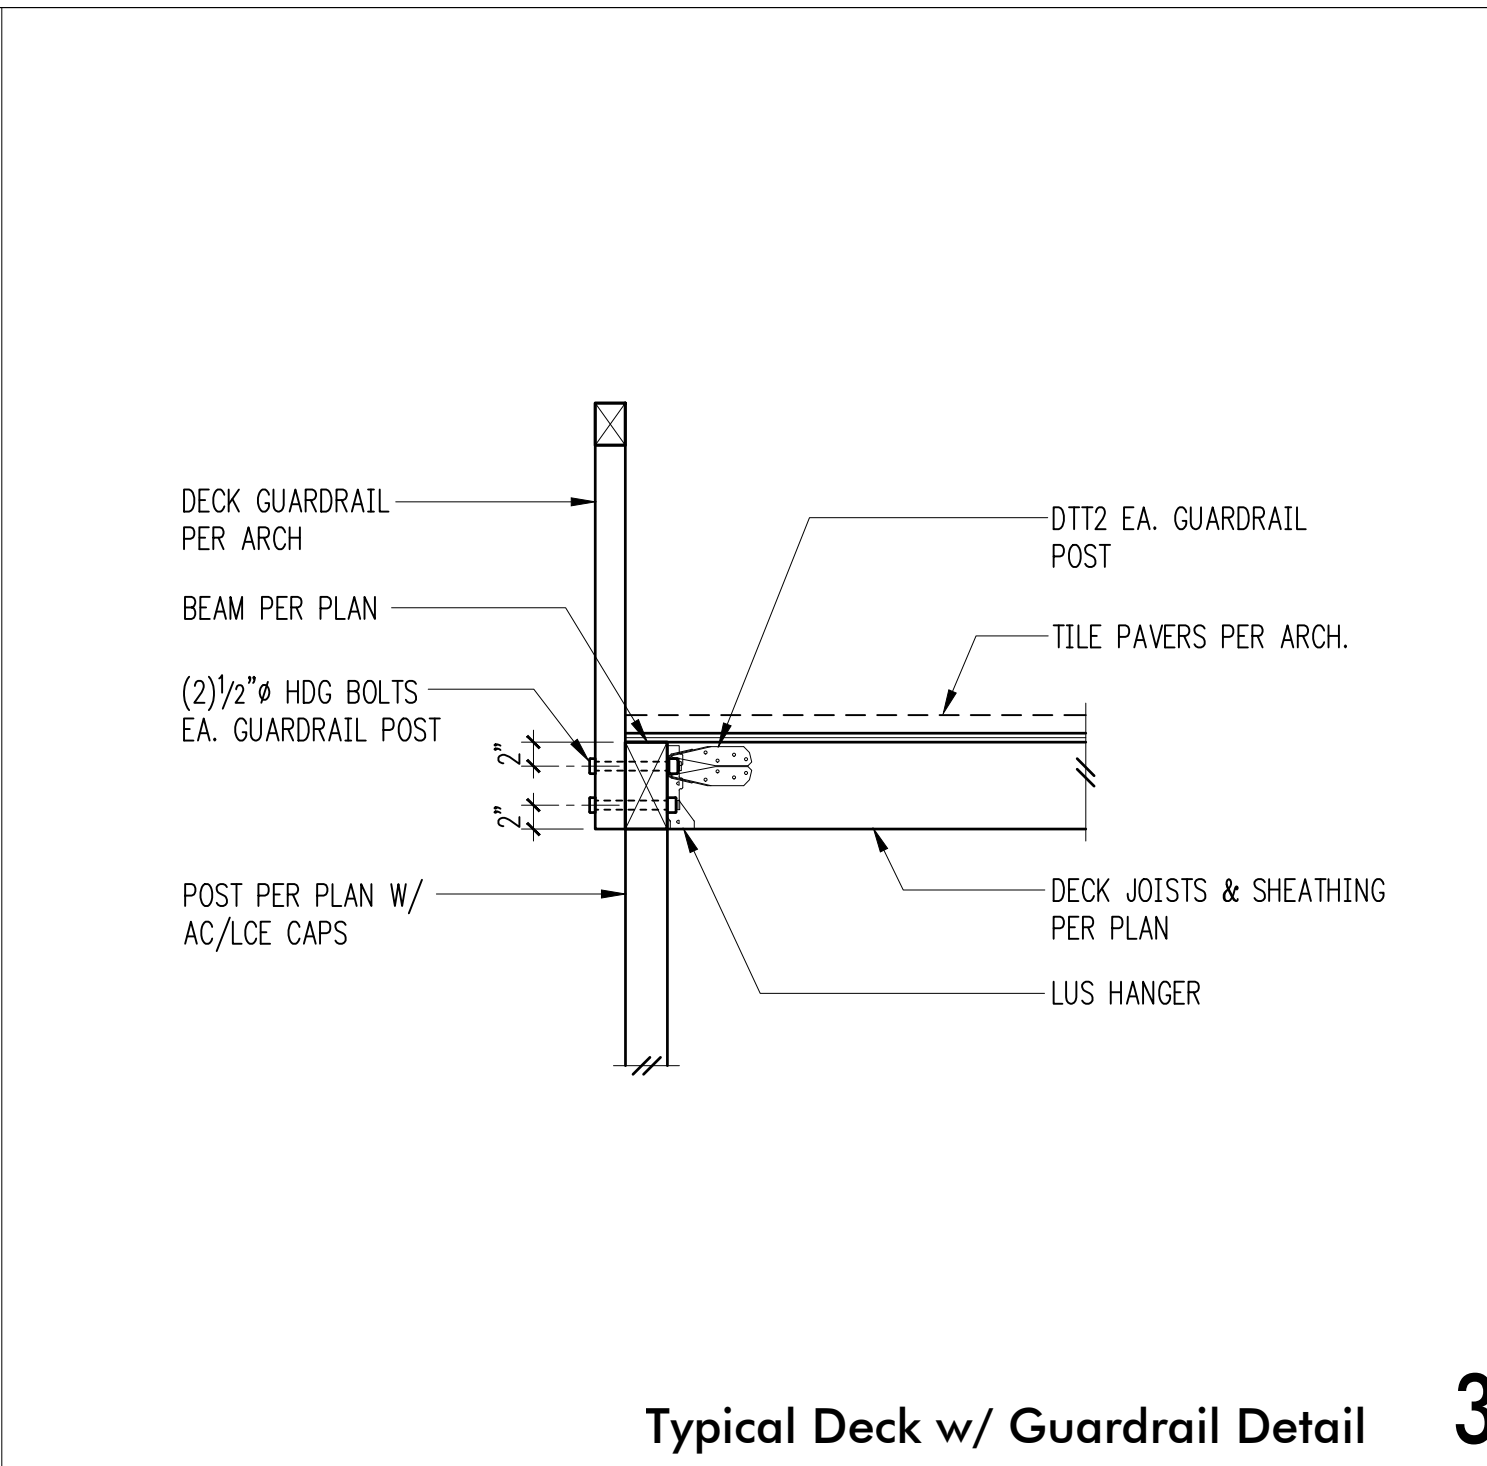 DECK GUARDRAIL
PER ARCH
BEAM PER PLAN
(2)1/2"ø HDG BOLTS
EA. GUARDRAIL POST
2"
2"
POST PER PLAN W/
AC/LCE CAPS
DTT2 EA. GUARDRAIL
POST
TILE PAVERS PER ARCH.
DECK JOISTS & SHEATHING
PER PLAN
LUS HANGER
Typical Deck w/ Guardrail Detail
3